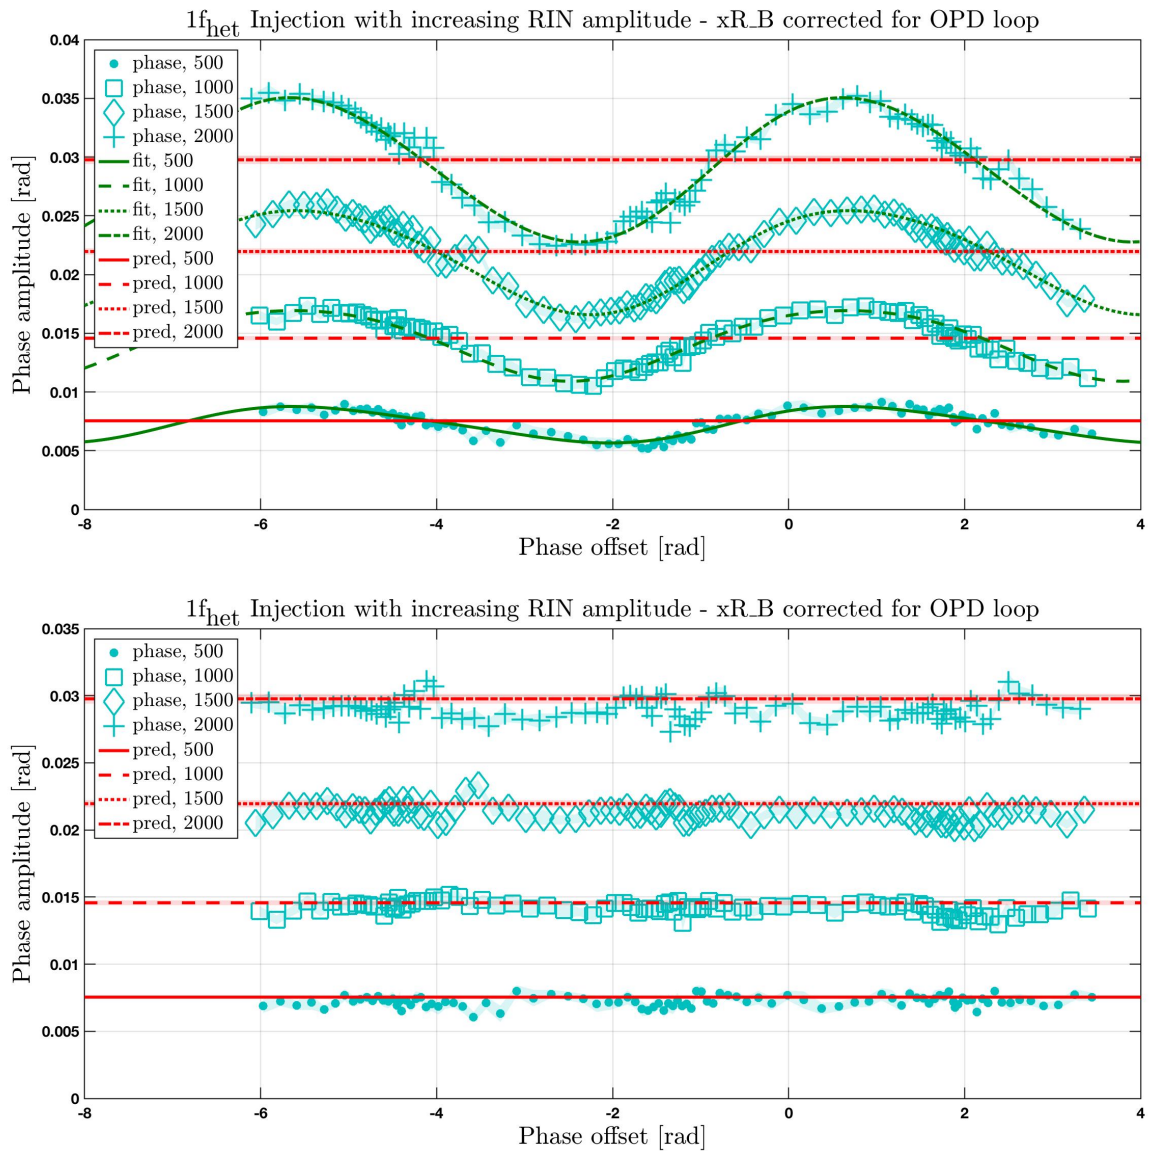 1f_het Injection with increasing RIN amplitude - xR_B corrected for OPD loop
0.04
0.035
0.03
0.025
0.02
0.015
0.01
0.005
0
Phase amplitude [rad]
phase, 500
phase, 1000
phase, 1500
phase, 2000
fit, 500
fit, 1000
fit, 1500
fit, 2000
pred, 500
pred, 1000
pred, 1500
pred, 2000
-8 -6 -4 -2 0 2 4
Phase offset [rad]
1f_het Injection with increasing RIN amplitude - xR_B corrected for OPD loop
0.035
0.03
0.025
0.02
0.015
0.01
0.005
0
Phase amplitude [rad]
phase, 500
phase, 1000
phase, 1500
phase, 2000
pred, 500
pred, 1000
pred, 1500
pred, 2000
-8 -6 -4 -2 0 2 4
Phase offset [rad]